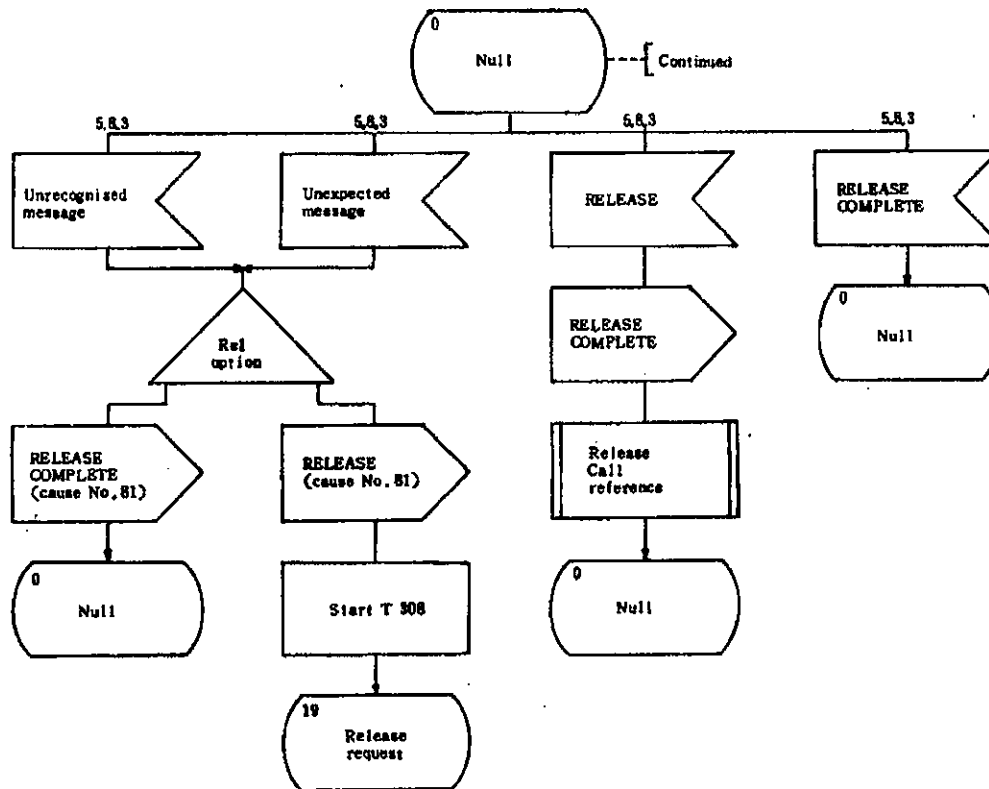 0
Null
Continued
5.8.3
5.8.3
5.8.3
5.8.3
Unrecognised
message
Unexpected
message
RELEASE
RELEASE
COMPLETE
Rel
option
RELEASE
COMPLETE
0
Null
RELEASE
COMPLETE
(cause No. 81)
RELEASE
(cause No. 81)
Release
Call
reference
0
Null
Start T 308
0
Null
19
Release
request